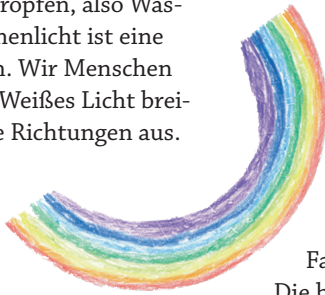 ropfen, also Was-
nenlicht ist eine
n. Wir Menschen
Weißes Licht brei-
e Richtungen aus.
Fa
Die b